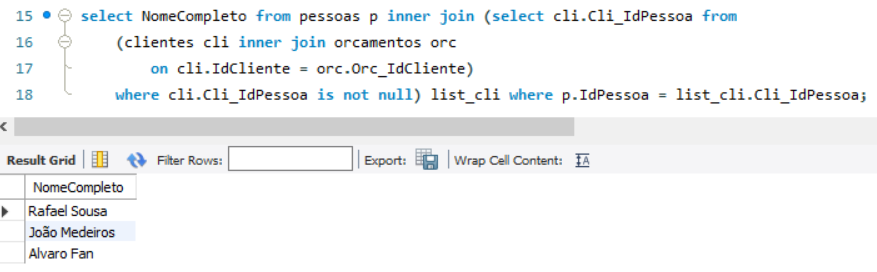 15 select NomeCompleto from pessoas p inner join (select cli.Cli_IdPessoa from
16 (clientes cli inner join orcamentos orc
17 on cli.IdCliente = orc.Orc_IdCliente)
18 where cli.Cli_IdPessoa is not null) list_cli where p.IdPessoa = list_cli.Cli_IdPessoa;
Result Grid Filter Rows: Export: Wrap Cell Content:
NomeCompleto
Rafael Sousa
João Medeiros
Alvaro Fan